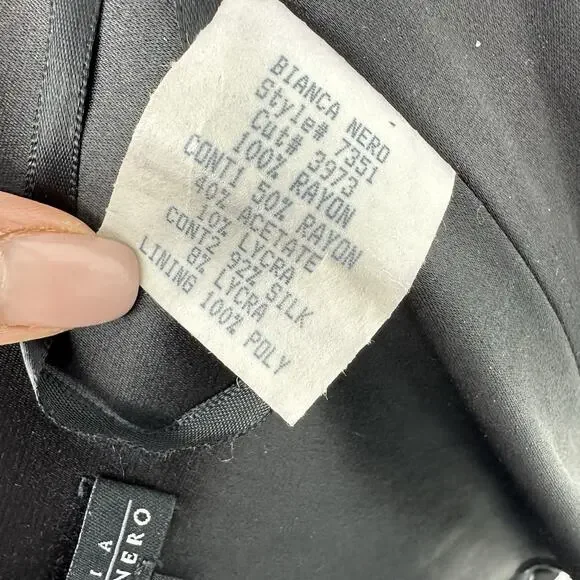 BIANCA NERO
Style# 7351
Cut# 3973
100% RAYON
CONT1 50% RAYON
40% ACETATE
10% LYCRA
CONT2 92% SILK
8% LYCRA
LINING 100% POLY
NERO